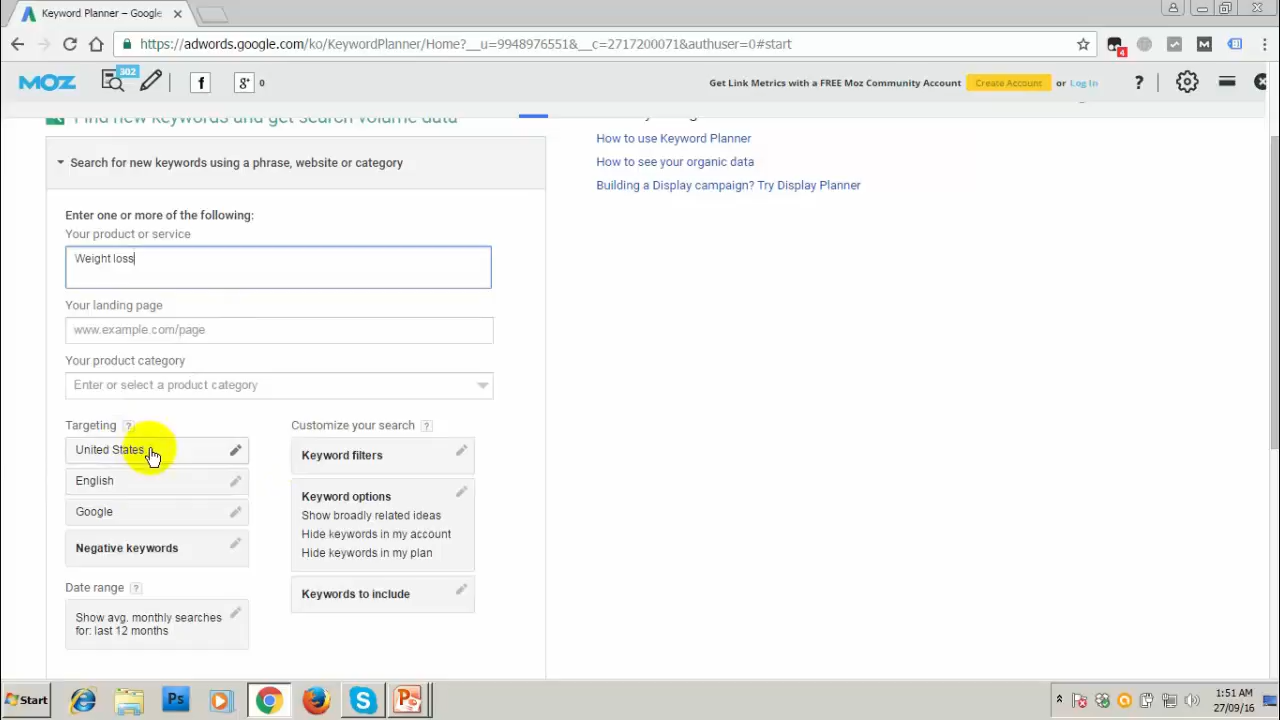 Keyword Planner – Google
https://adwords.google.com/ko/KeywordPlanner/Home?__u=9948976551&__c=2717200071&authuser=0#start
4
M
MOZ
302
f
g+ 0
Get Link Metrics with a FREE Moz Community Account Create Account or Log In
?
Find new keywords and get search volume data
How to use Keyword Planner
How to see your organic data
Building a Display campaign? Try Display Planner
Search for new keywords using a phrase, website or category
Enter one or more of the following:
Your product or service
Weight loss
Your landing page
www.example.com/page
Your product category
Enter or select a product category
Targeting ?
United States
English
Google
Negative keywords
Date range ?
Show avg. monthly searches
for: last 12 months
Customize your search ?
Keyword filters
Keyword options
Show broadly related ideas
Hide keywords in my account
Hide keywords in my plan
Keywords to include
Start
Ps
1:51 AM
27/09/16